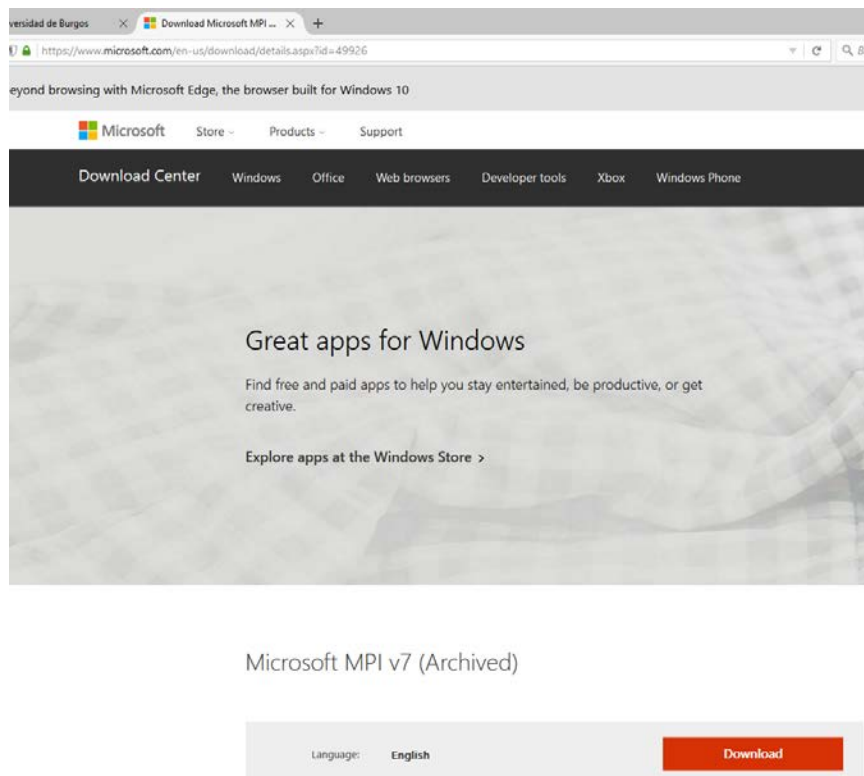 versidad de Burgos Download Microsoft MPI ...
https://www.microsoft.com/en-us/download/details.aspx?id=49926
eyond browsing with Microsoft Edge, the browser built for Windows 10
Microsoft Store Products Support
Download Center Windows Office Web browsers Developer tools Xbox Windows Phone
Great apps for Windows
Find free and paid apps to help you stay entertained, be productive, or get
creative.
Explore apps at the Windows Store >
Microsoft MPI v7 (Archived)
Language: English Download